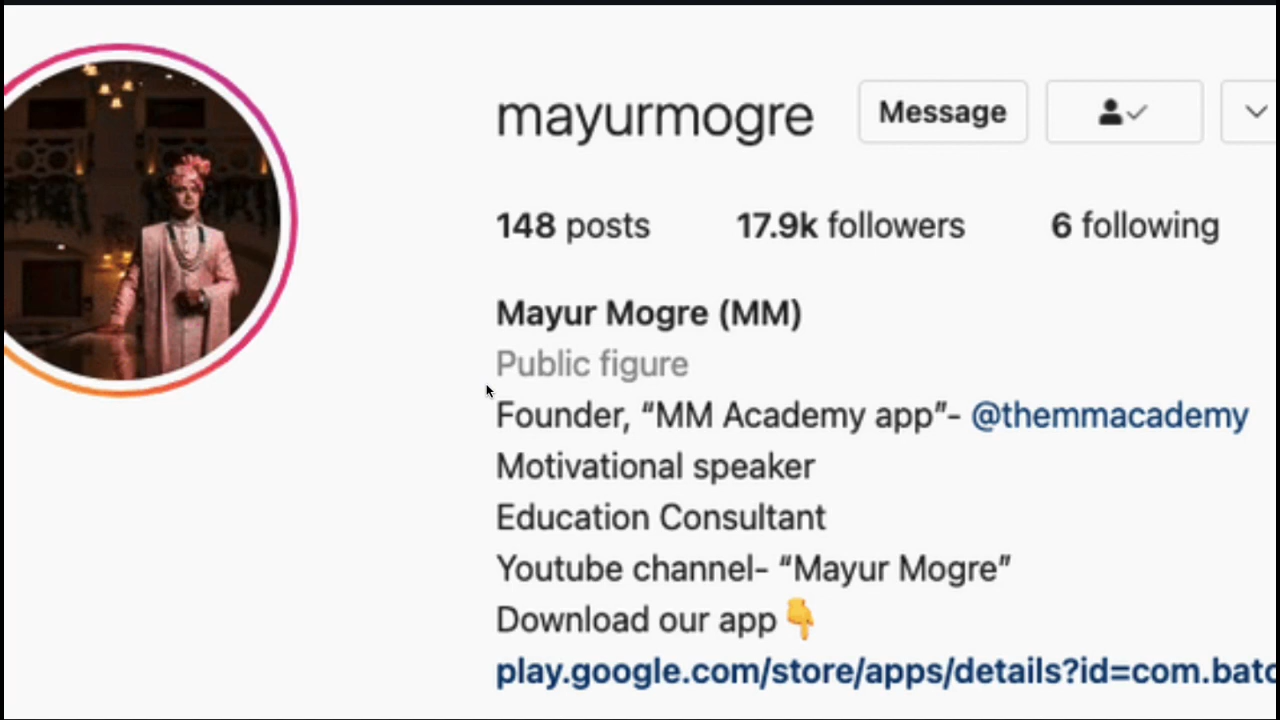 mayurmogre Message
148 posts 17.9k followers 6 following
Mayur Mogre (MM)
Public figure
Founder, “MM Academy app”- @themmacademy
Motivational speaker
Education Consultant
Youtube channel- “Mayur Mogre”
Download our app👇
play.google.com/store/apps/details?id=com.batc